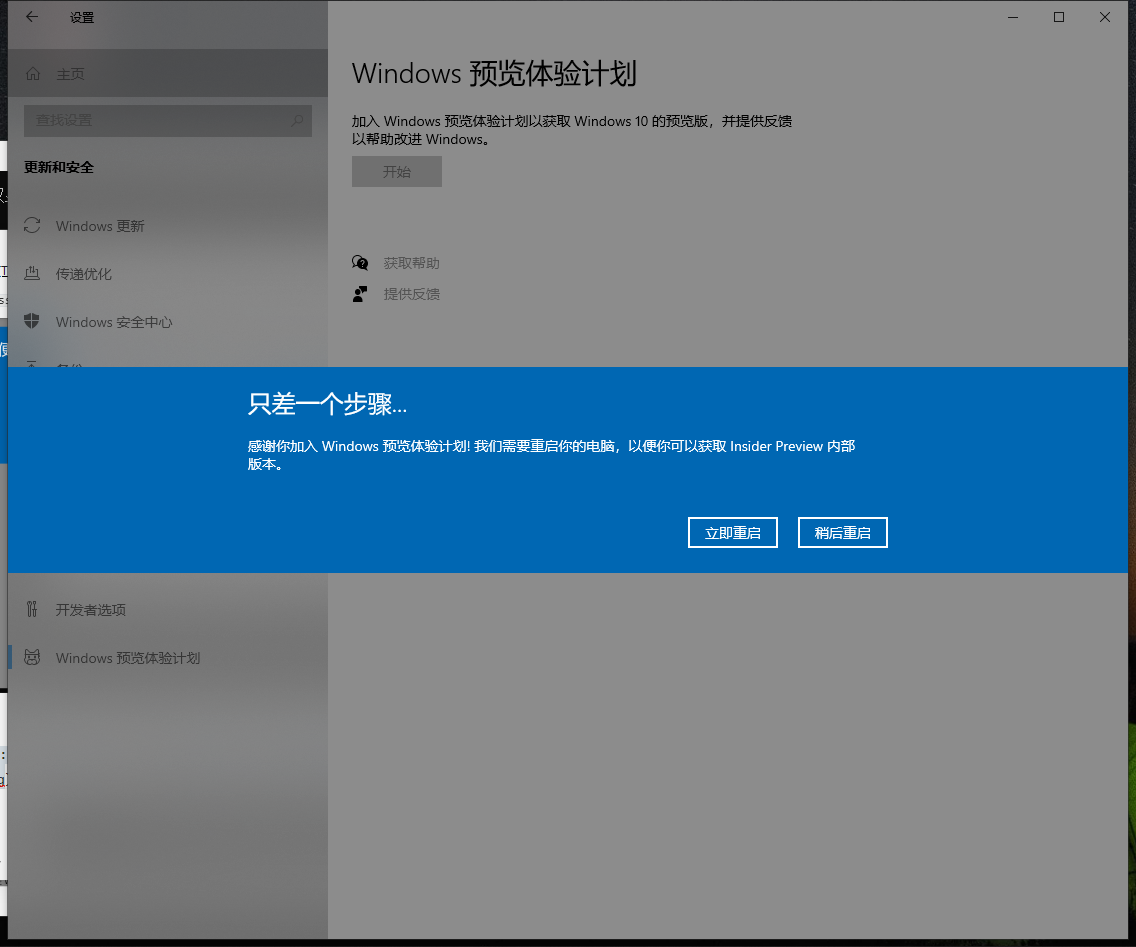 设置
主页
查找设置
更新和安全
Windows 更新
传递优化
Windows 安全中心
Windows 预览体验计划
加入 Windows 预览体验计划以获取 Windows 10 的预览版，并提供反馈
以帮助改进 Windows。
开始
获取帮助
提供反馈
只差一个步骤...
感谢你加入 Windows 预览体验计划! 我们需要重启你的电脑，以便你可以获取 Insider Preview 内部
版本。
立即重启
稍后重启
开发者选项
Windows 预览体验计划